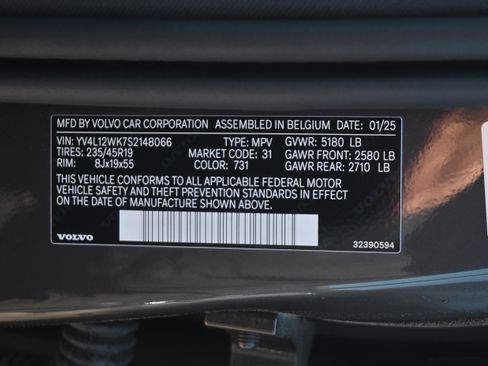 MFD BY VOLVO CAR CORPORATION ASSEMBLED IN BELGIUM DATE: 01/25
VIN: YV4L12WK7S2148066 TYPE: MPV GVWR: 5180 LB
TIRES: 235/45R19 MARKET CODE: 31 GAWR FRONT: 2580 LB
RIM: 8Jx19x55 COLOR: 731 GAWR REAR: 2710 LB
THIS VEHICLE CONFORMS TO ALL APPLICABLE FEDERAL MOTOR
VEHICLE SAFETY AND THEFT PREVENTION STANDARDS IN EFFECT
ON THE DATE OF MANUFACTURE SHOWN ABOVE.
VOLVO 32390594